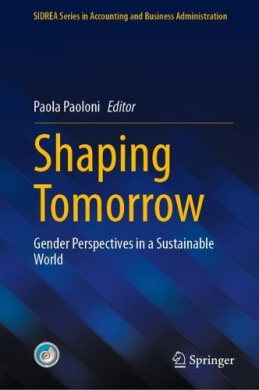 SIDREA Series in Accounting and Business Administration
Paola Paoloni Editor
Shaping
Tomorrow
Gender Perspectives in a Sustainable
World
Springer